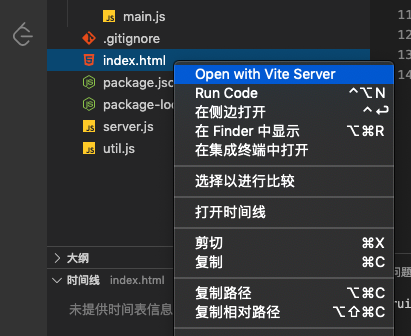 main.js
.gitignore
index.html
package.jsc
package-loc
server.js
util.js
Open with Vite Server
Run Code ^⌥N
在侧边打开 ^↩
在 Finder 中显示 ⌥⌘R
在集成终端中打开
选择以进行比较
打开时间线
剪切 ⌘X
复制 ⌘C
复制路径 ⌥⌘C
复制相对路径 ⌥⇧⌘C
大纲
时间线 index.html
未提供时间表信息
11
12
13
14
问题
rui